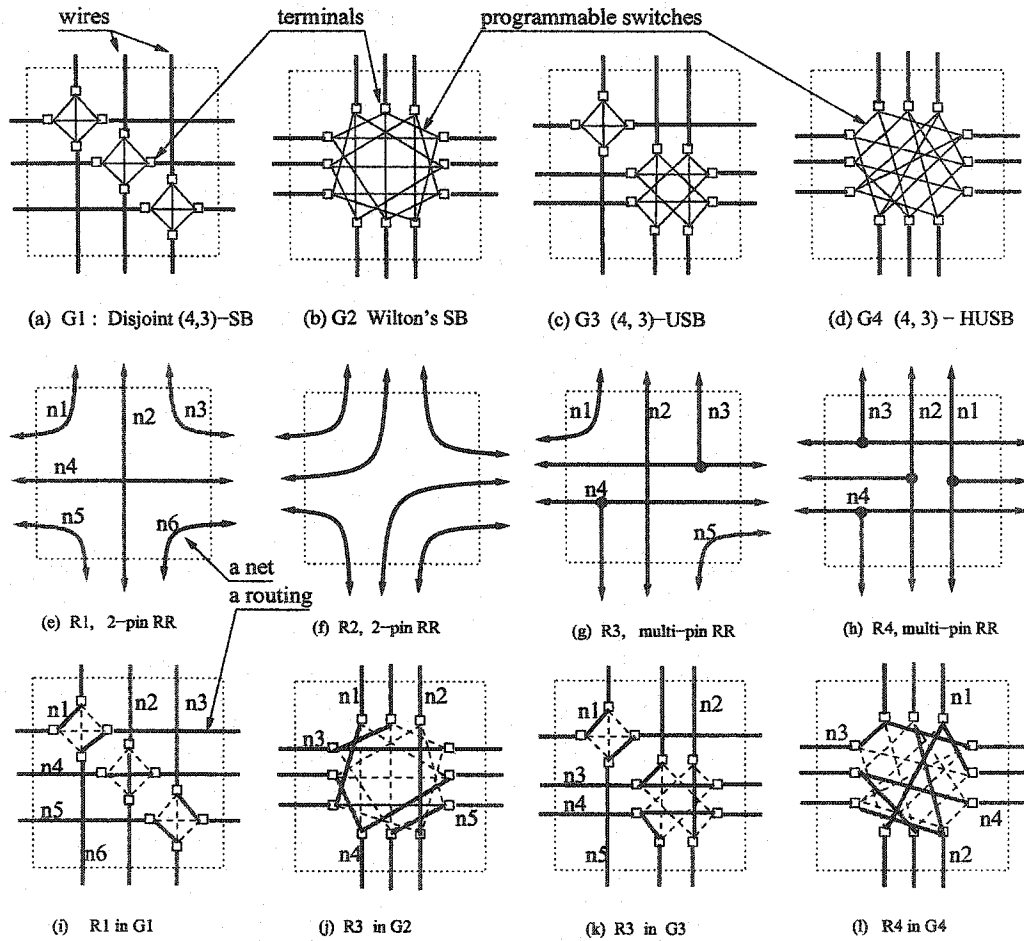 wires terminals programmable switches
(a) G1 : Disjoint (4,3)−SB (b) G2 Wilton's SB (c) G3 (4, 3)−USB (d) G4 (4, 3) − HUSB
n1 n2 n3 n1 n2 n3 n3 n2 n1
n4
n4 n4
n5 n6 n5
a net
a routing
(e) R1, 2−pin RR (f) R2, 2−pin RR (g) R3, multi−pin RR (h) R4, multi−pin RR
n1 n2 n3 n1 n2 n1 n2 n1
n3 n3
n4 n3
n5 n5 n4 n4
n6 n4 n5 n2
(i) R1 in G1 (j) R3 in G2 (k) R3 in G3 (l) R4 in G4